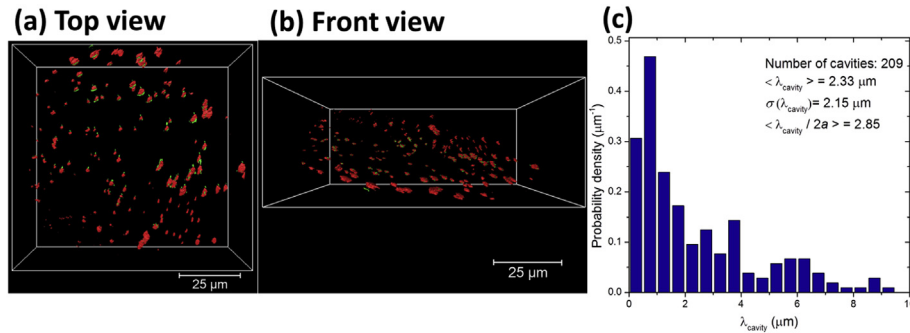 (a) Top view
25 µm
(b) Front view
25 µm
(c)
Probability density (µm⁻¹)
0.5
0.4
0.3
0.2
0.1
0.0
Number of cavities: 209
< λcavity > = 2.33 µm
σ (λcavity)= 2.15 µm
< λcavity / 2a > = 2.85
0 2 4 6 8 10
λcavity (µm)